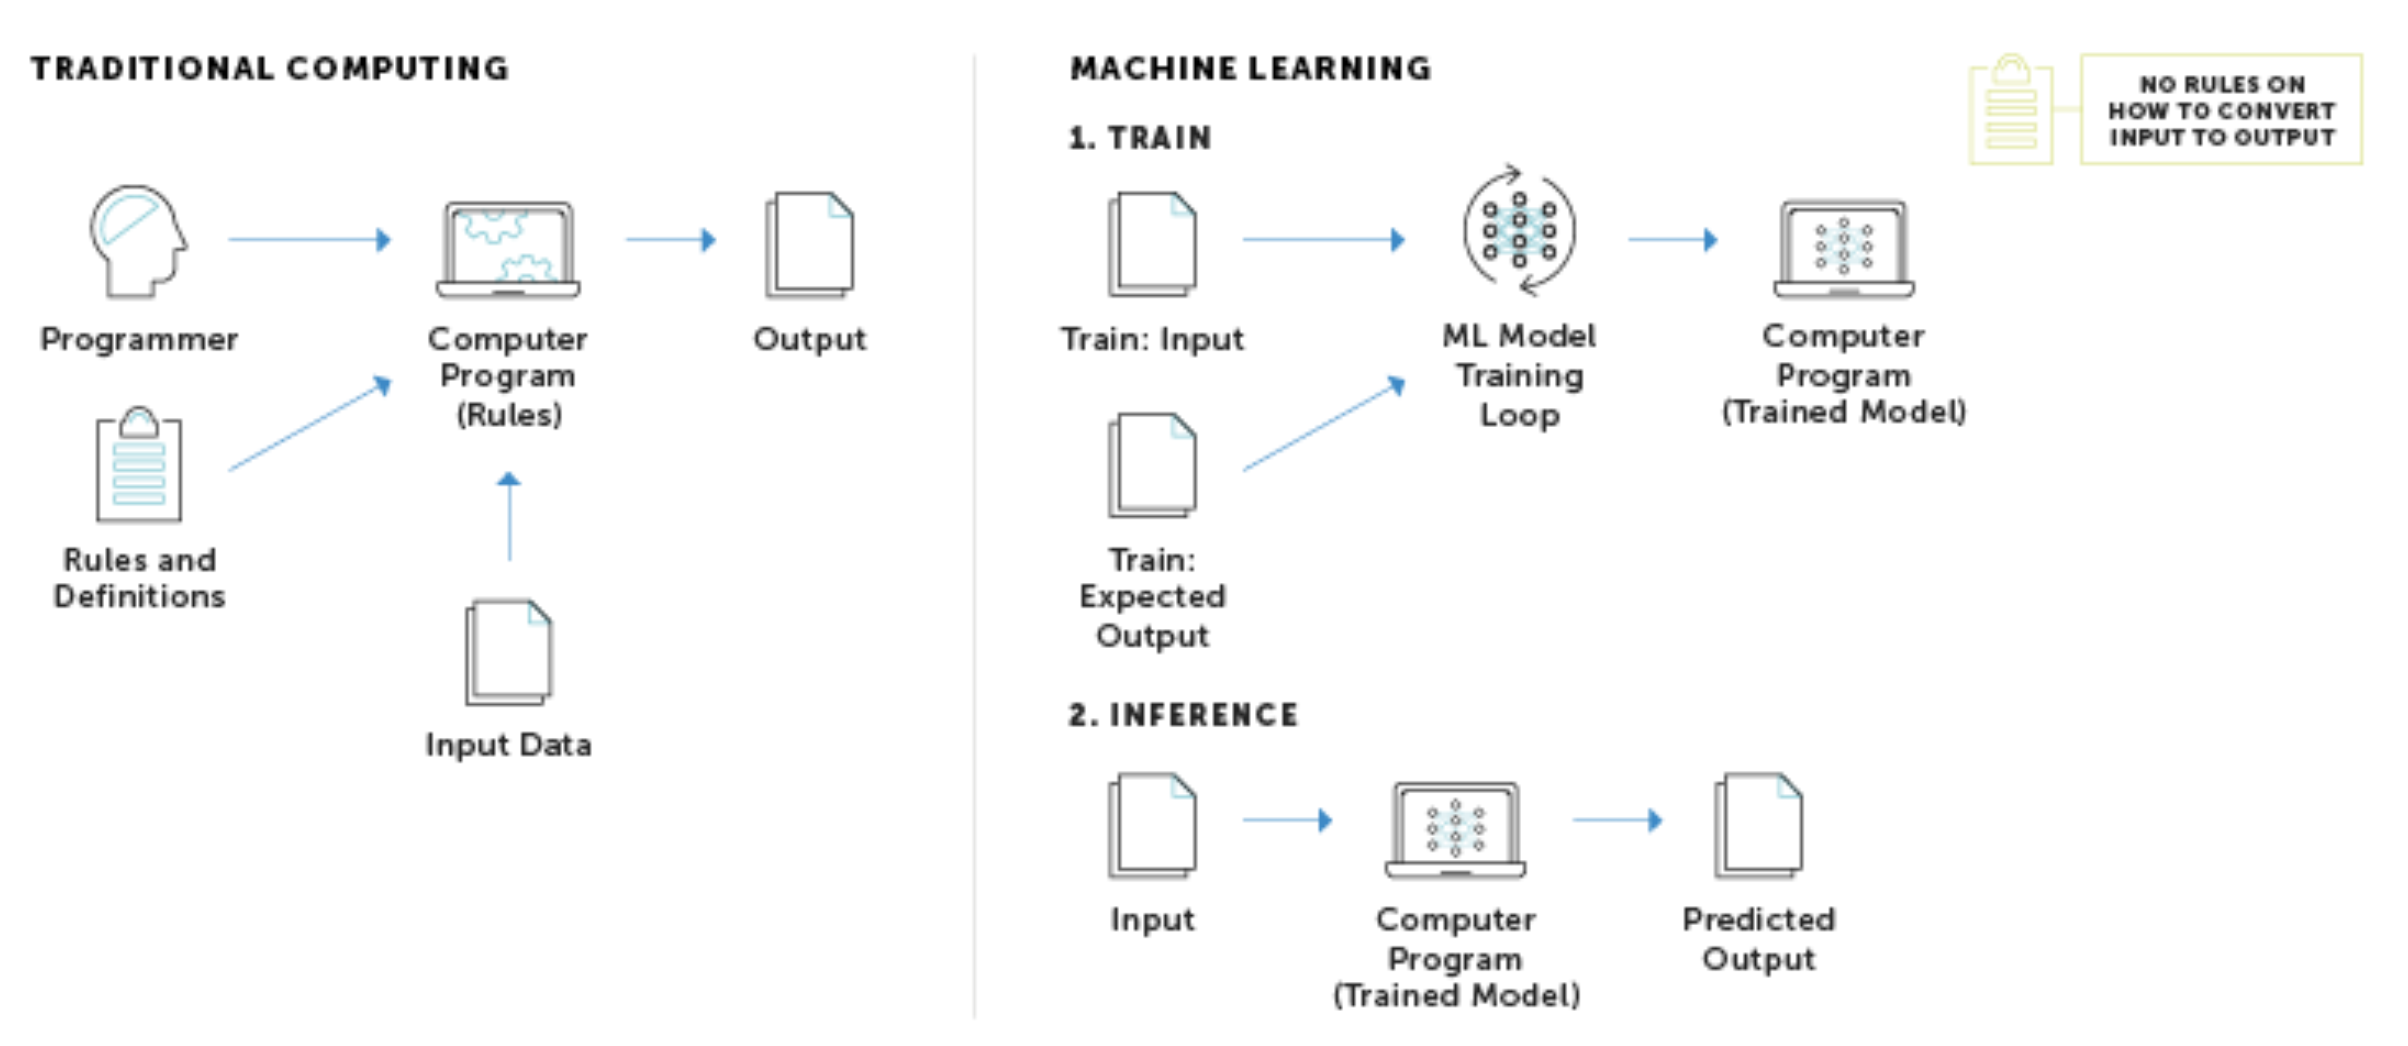 TRADITIONAL COMPUTING
Programmer
Computer
Program
(Rules)
Output
Rules and
Definitions
Input Data
MACHINE LEARNING
NO RULES ON
HOW TO CONVERT
INPUT TO OUTPUT
1. TRAIN
Train: Input
ML Model
Training
Loop
Computer
Program
(Trained Model)
Train:
Expected
Output
2. INFERENCE
Input
Computer
Program
(Trained Model)
Predicted
Output